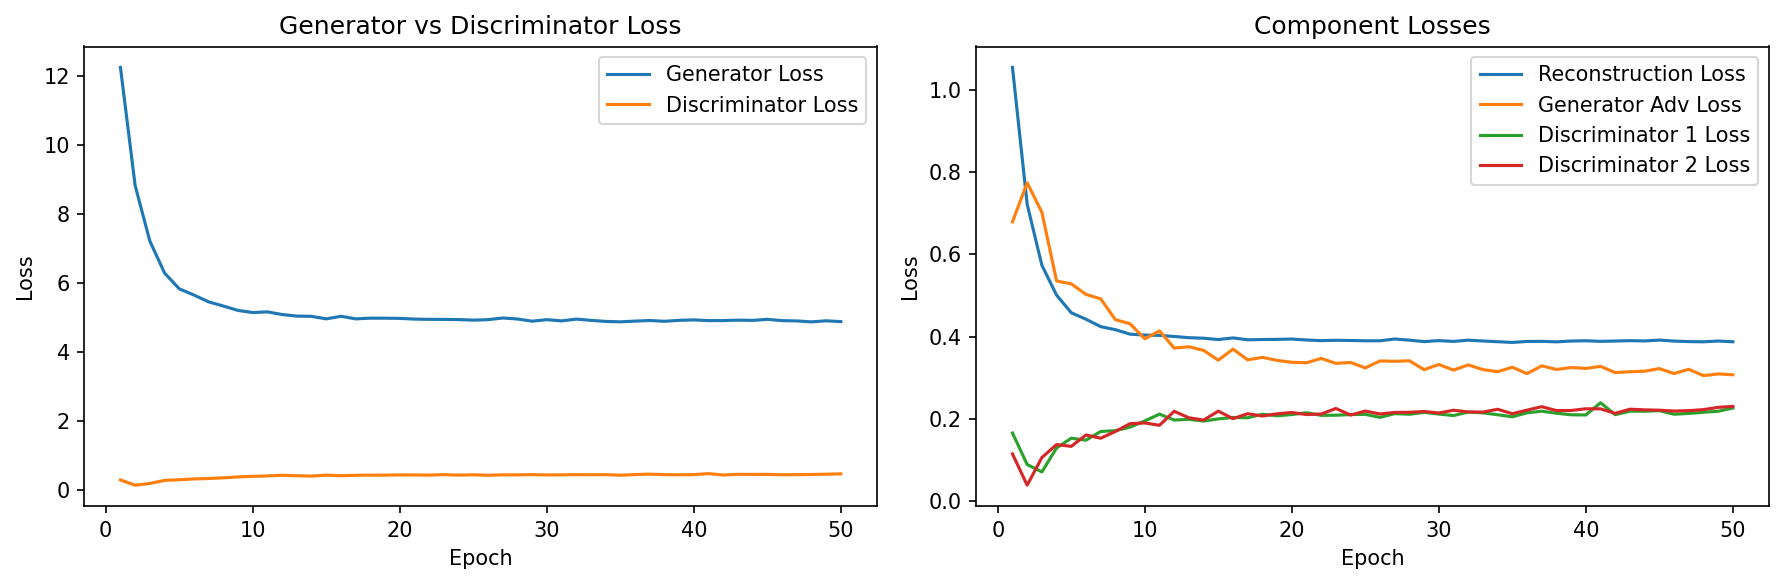 Generator vs Discriminator Loss
12
10
8
6
4
2
0
Loss
Generator Loss
Discriminator Loss
0 10 20 30 40 50
Epoch
Component Losses
1.0
0.8
0.6
0.4
0.2
0.0
Loss
Reconstruction Loss
Generator Adv Loss
Discriminator 1 Loss
Discriminator 2 Loss
0 10 20 30 40 50
Epoch